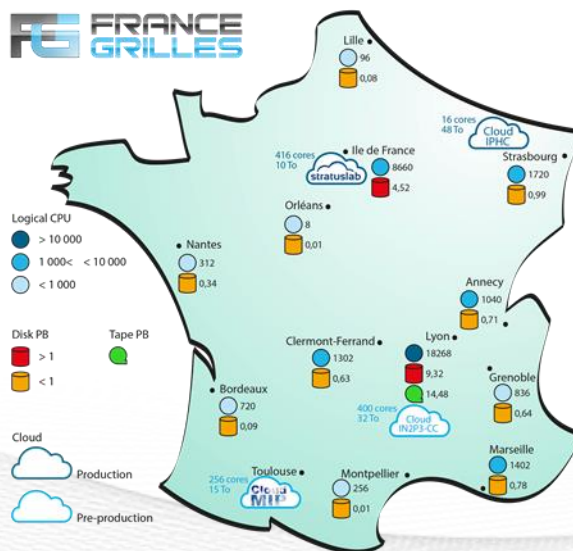 FRANCE
GRILLES
Lille
96
0,08
16 cores
48 To
Cloud
IPHC
Strasbourg
1720
0,99
416 cores
10 To
stratuslab
Ile de France
8660
4,52
Orléans
8
0,01
Logical CPU
> 10 000
1 000< < 10 000
< 1 000
Nantes
312
0,34
Annecy
1040
0,71
Disk PB
Tape PB
> 1
< 1
Clermont-Ferrand
1302
0,63
Lyon
18268
9,32
14,48
400 cores
32 To
Cloud
IN2P3-CC
Grenoble
836
0,64
Bordeaux
720
0,09
Cloud
Production
Pre-production
256 cores
15 To
Toulouse
Cloud
MIP
Montpellier
256
0,01
Marseille
1402
0,78